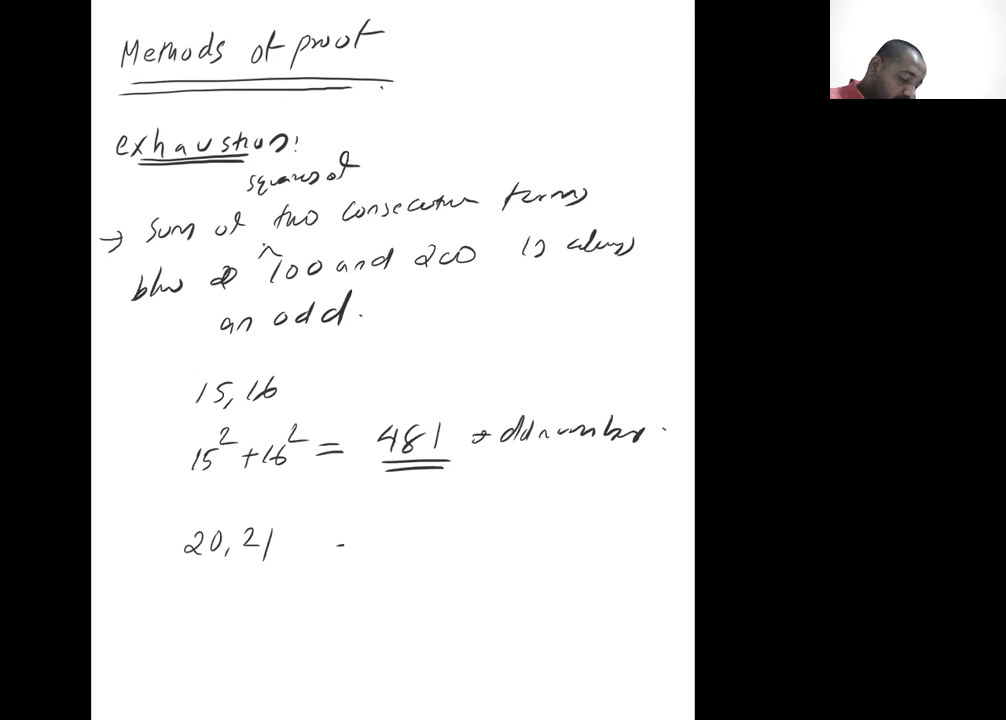 Methods of proof
exhaustion:
squares of
→ Sum of two consecutive terms
b/w 100 and 200 is always
an odd.
15, 16
15² + 16² = 481 → odd number.
20, 21 -